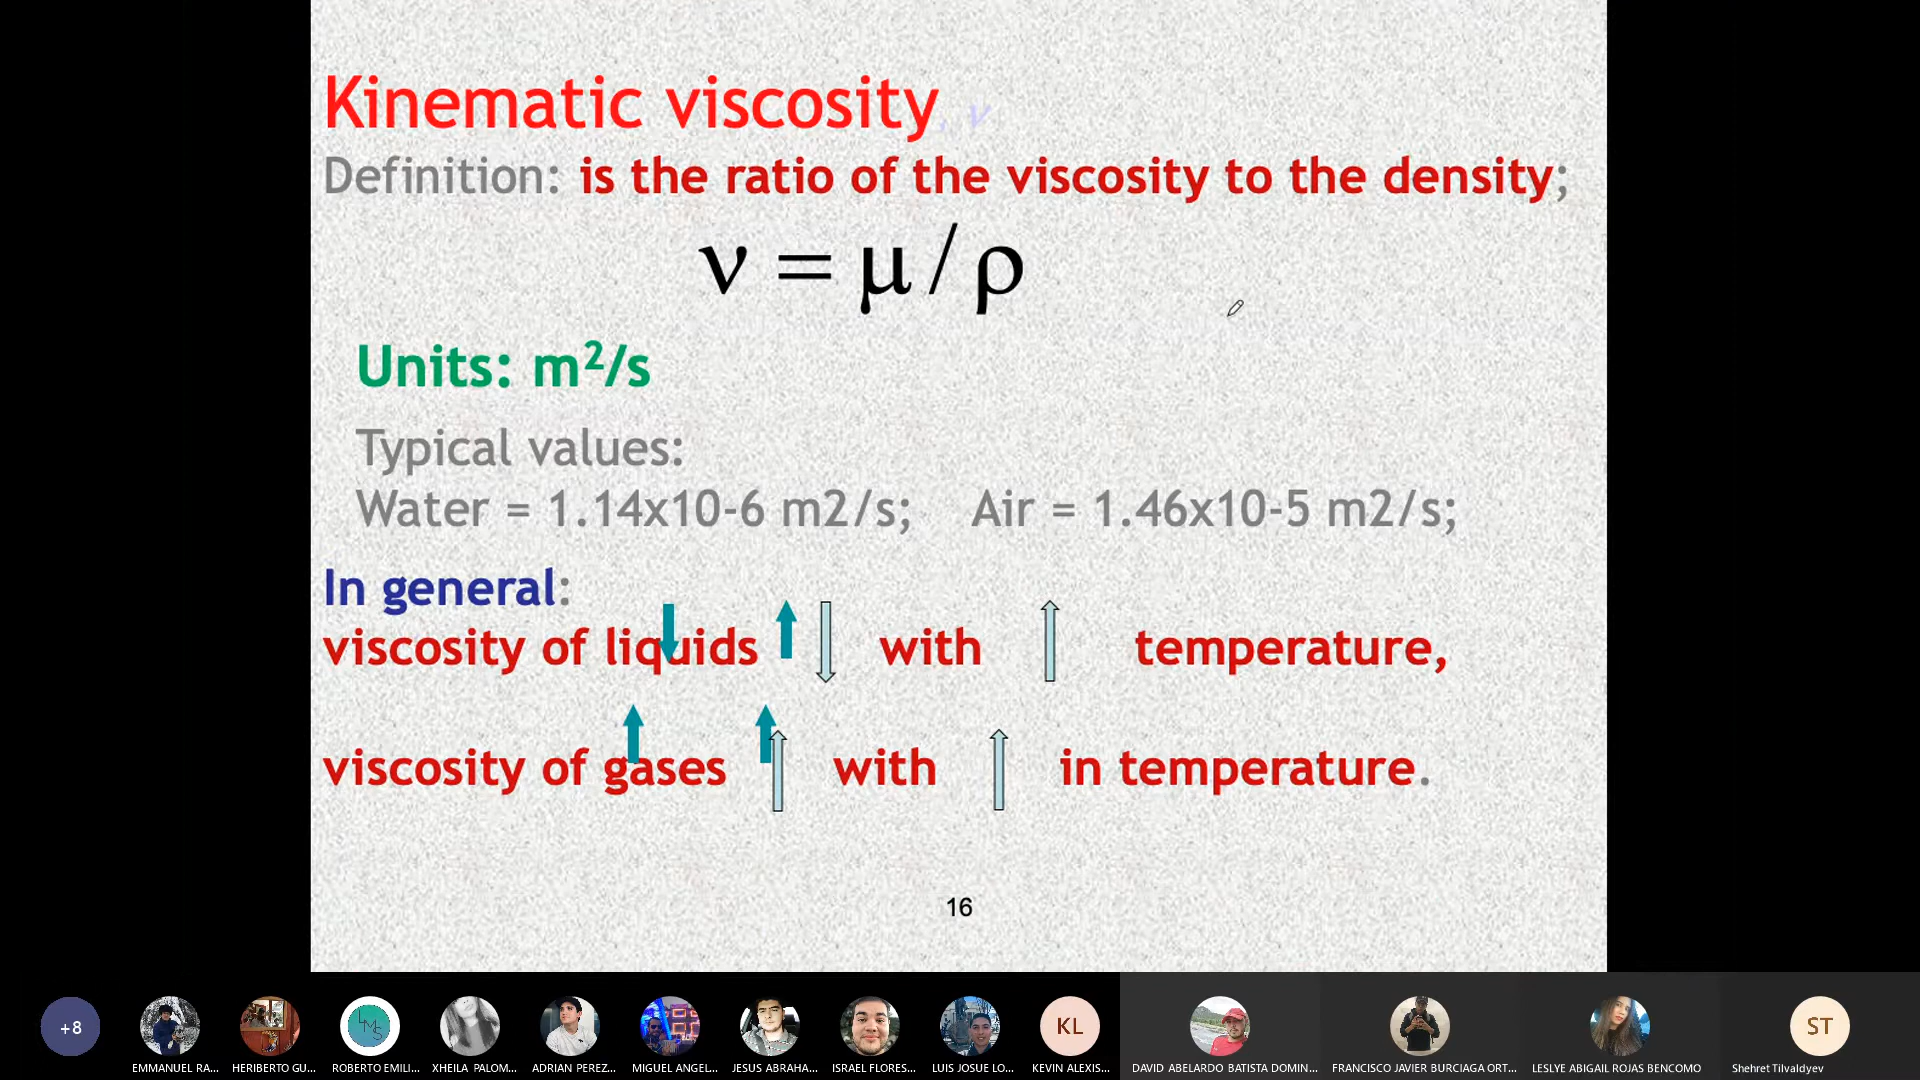 Kinematic viscosity, ν
Definition: is the ratio of the viscosity to the density;
ν = μ / ρ
Units: m²/s
Typical values:
Water = 1.14x10-6 m2/s; Air = 1.46x10-5 m2/s;
In general:
viscosity of liquids with temperature,
viscosity of gases with in temperature.
16
+8
LMS
KL
ST
EMMUANUEL RA...
HERIBERTO GU...
ROBERTO EMILI...
XHEILA PALOM...
ADRIAN PEREZ...
MIGUEL ANGEL...
JESUS ABRAHA...
ISRAEL FLORES...
LUIS JOSUE LO...
KEVIN ALEXIS...
DAVID ABELARDO BATISTA DOMIN...
FRANCISCO JAVIER BURCIAGA ORT...
LESLYE ABIGAIL ROJAS BENCOMO
Shehret Tilvaldyev